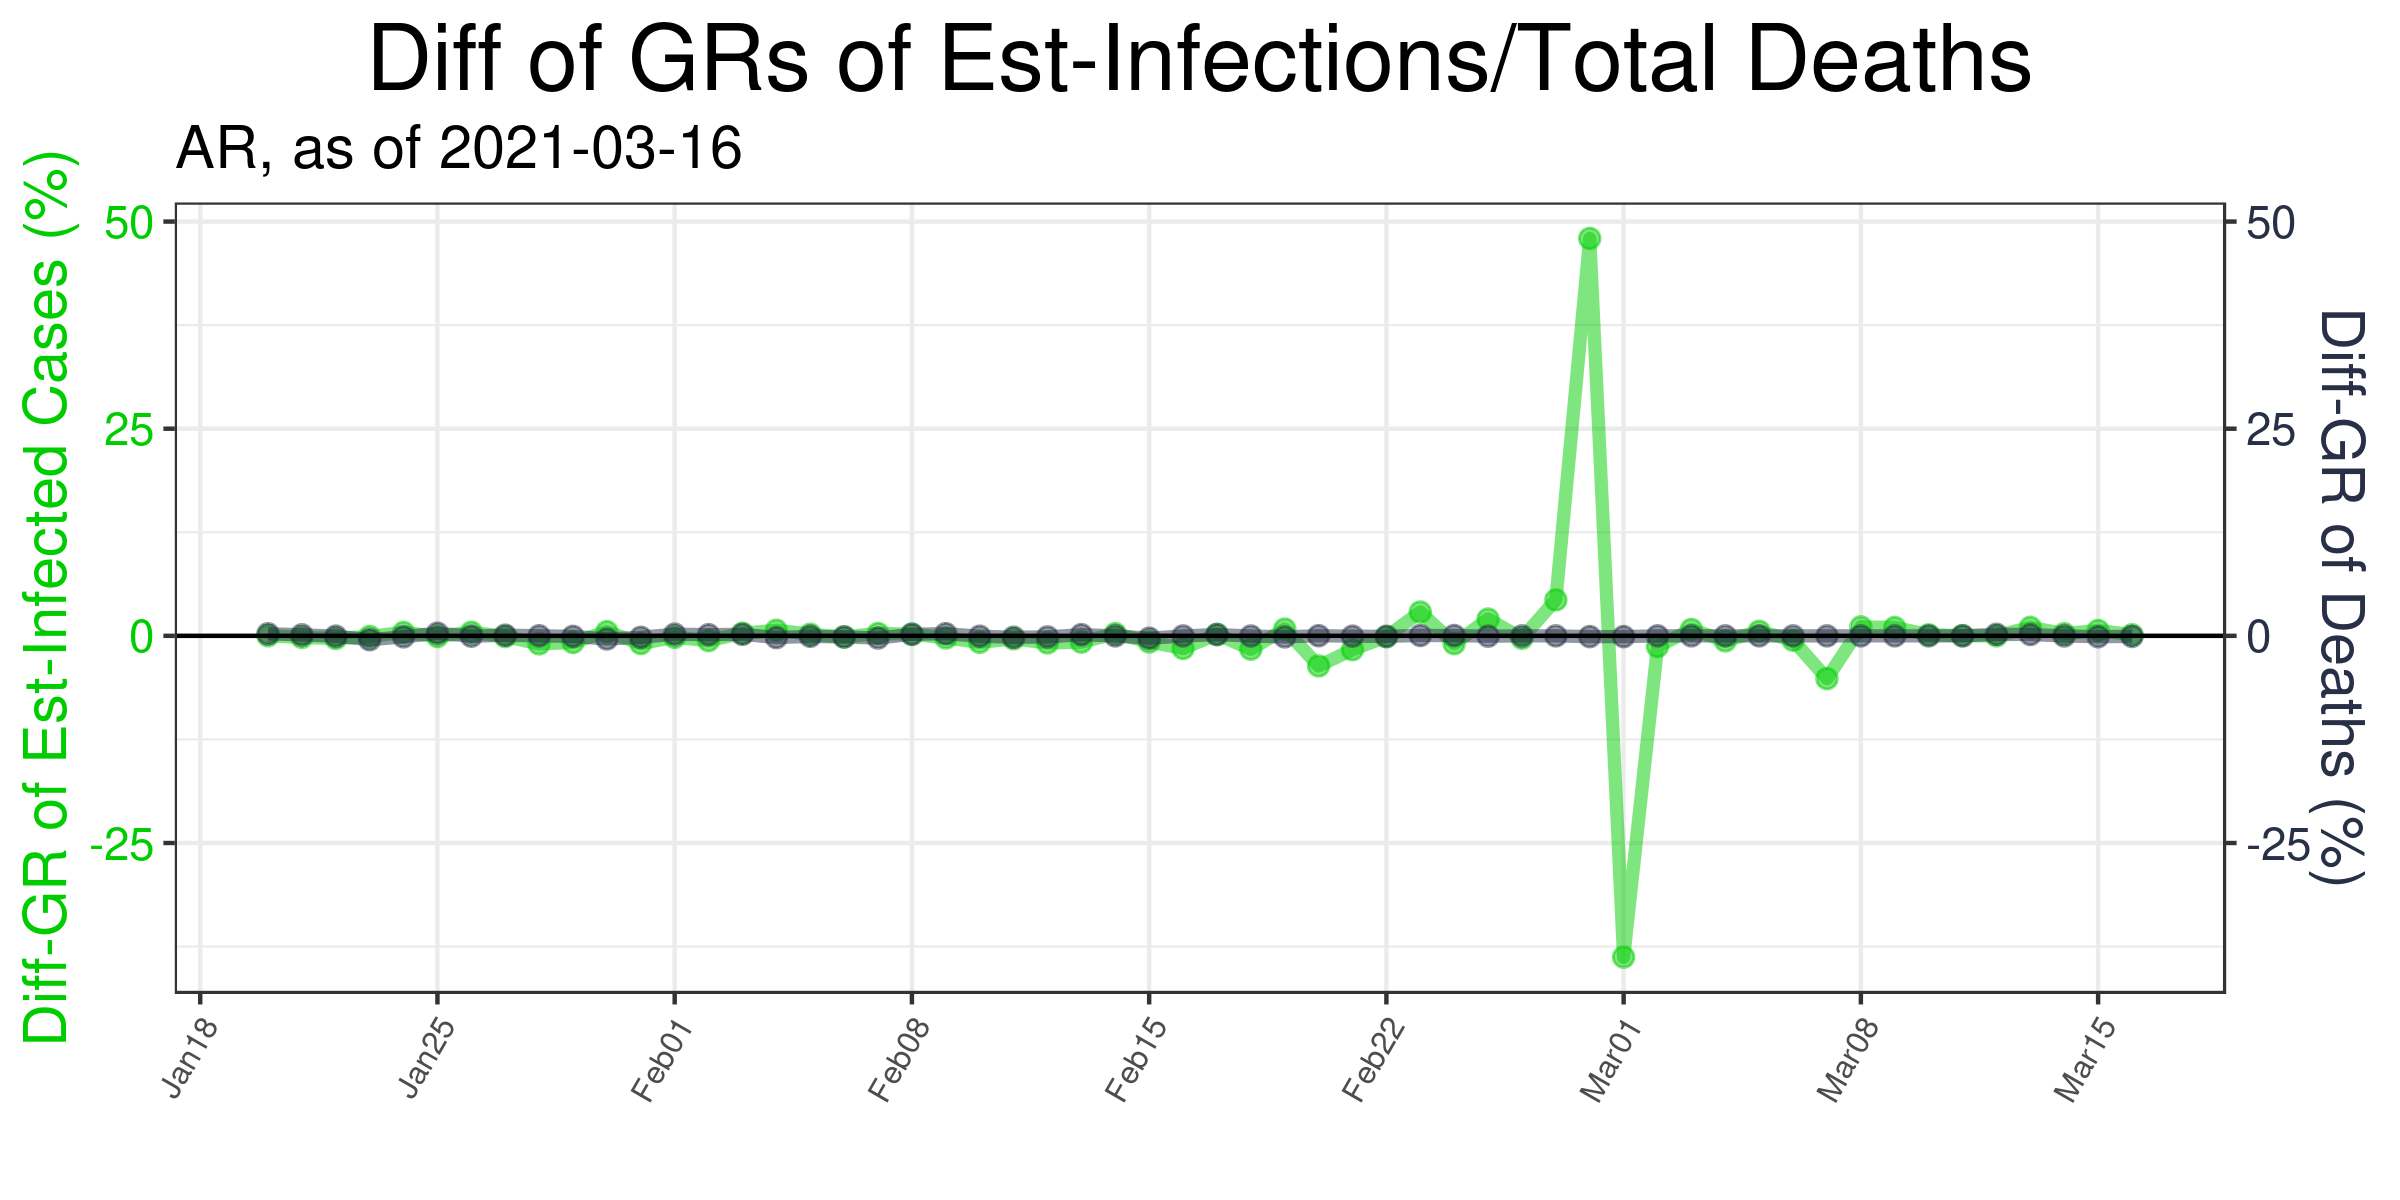 Diff of GRs of Est-Infections/Total Deaths
AR, as of 2021-03-16
Diff-GR of Est-Infected Cases (%)
50
25
0
-25
50
25
0
-25
Diff-GR of Deaths (%)
Jan18
Jan25
Feb01
Feb08
Feb15
Feb22
Mar01
Mar08
Mar15